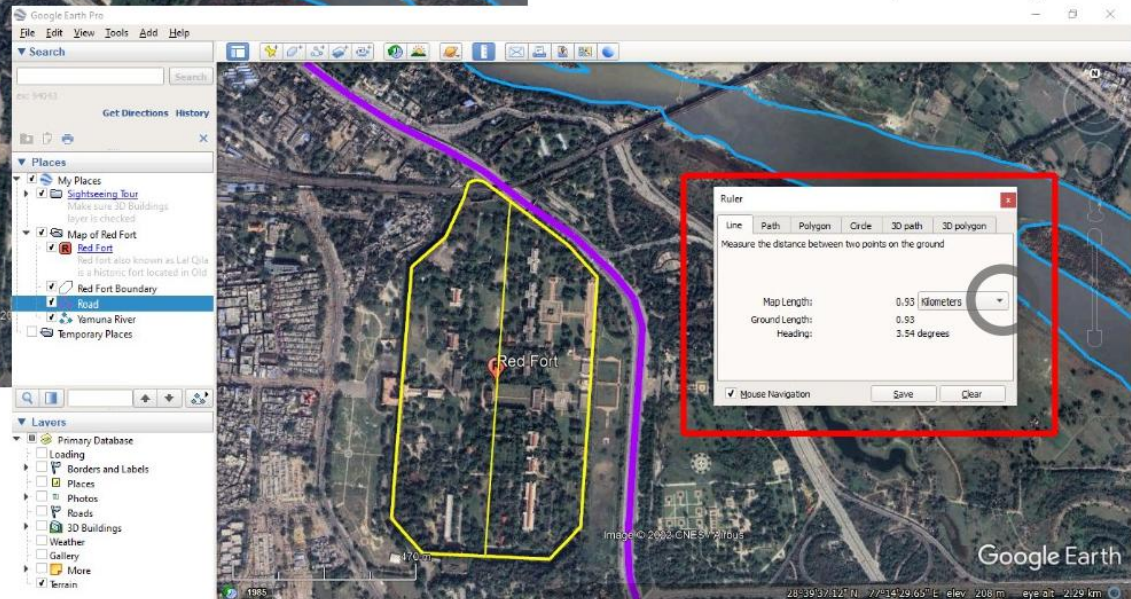 Google Earth Pro
File Edit View Tools Add Help
Search
Search
ex: 94043
Get Directions History
Places
My Places
Sightseeing Tour
Make sure 3D Buildings
layer is checked
Map of Red Fort
Red Fort
Red fort also known as Lal Qila
is a historic fort located in Old
Red Fort Boundary
Road
Yamuna River
Temporary Places
Layers
Primary Database
Loading
Borders and Labels
Places
Photos
Roads
3D Buildings
Weather
Gallery
More
Terrain
N
Ruler
x
Line Path Polygon Circle 3D path 3D polygon
Measure the distance between two points on the ground
Map Length: 0.93 Kilometers
Ground Length: 0.93
Heading: 3.54 degrees
Mouse Navigation Save Clear
R
Red Fort
Image © 2022 CNES / Airbus
470 m
Google Earth
1985
28°39'37.12" N 77°14'29.65" E elev 208 m eye alt 2.29 km